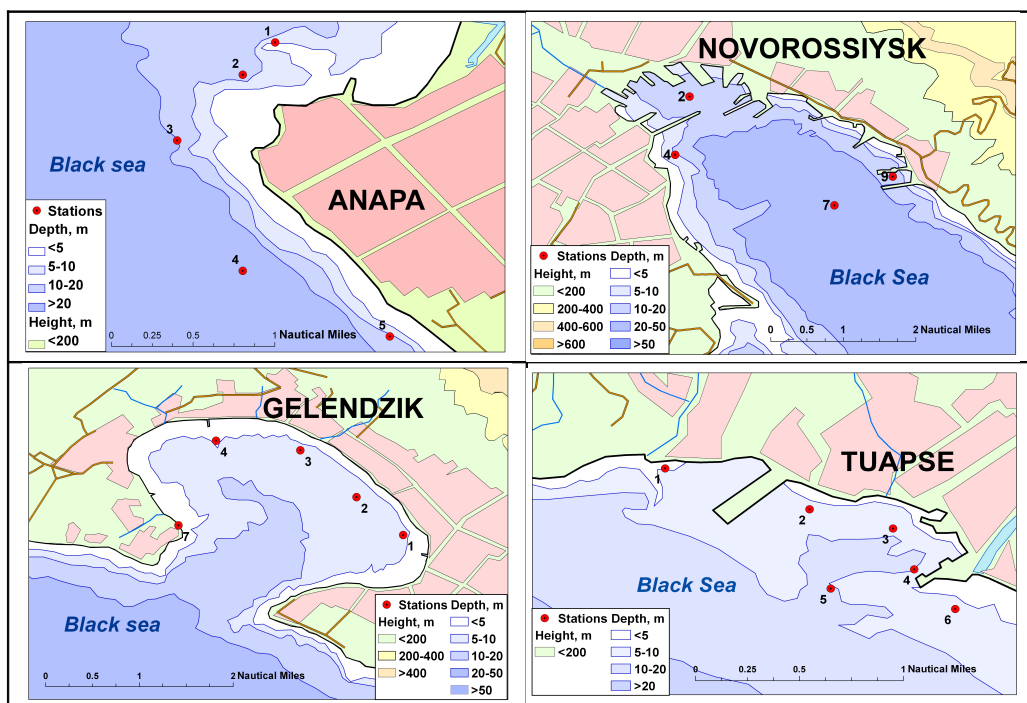 1
2
3
Black sea
ANAPA
Stations
Depth, m
<5
5-10
10-20
>20
Height, m
<200
4
5
0 0.25 0.5 1 Nautical Miles
NOVOROSSIYSK
2
4
9
7
Black Sea
Stations Depth, m
Height, m <5
<200 5-10
200-400 10-20
400-600 20-50
>600 >50
0 0.5 1 2 Nautical Miles
GELENDZIK
4
3
2
7
1
Black sea
Stations Depth, m
Height, m <5
<200 5-10
200-400 10-20
>400 20-50
>50
0 0.5 1 2 Nautical Miles
TUAPSE
1
2
3
4
5
6
Black Sea
Stations Depth, m
Height, m <5
<200 5-10
10-20
>20
0 0.25 0.5 1 Nautical Miles